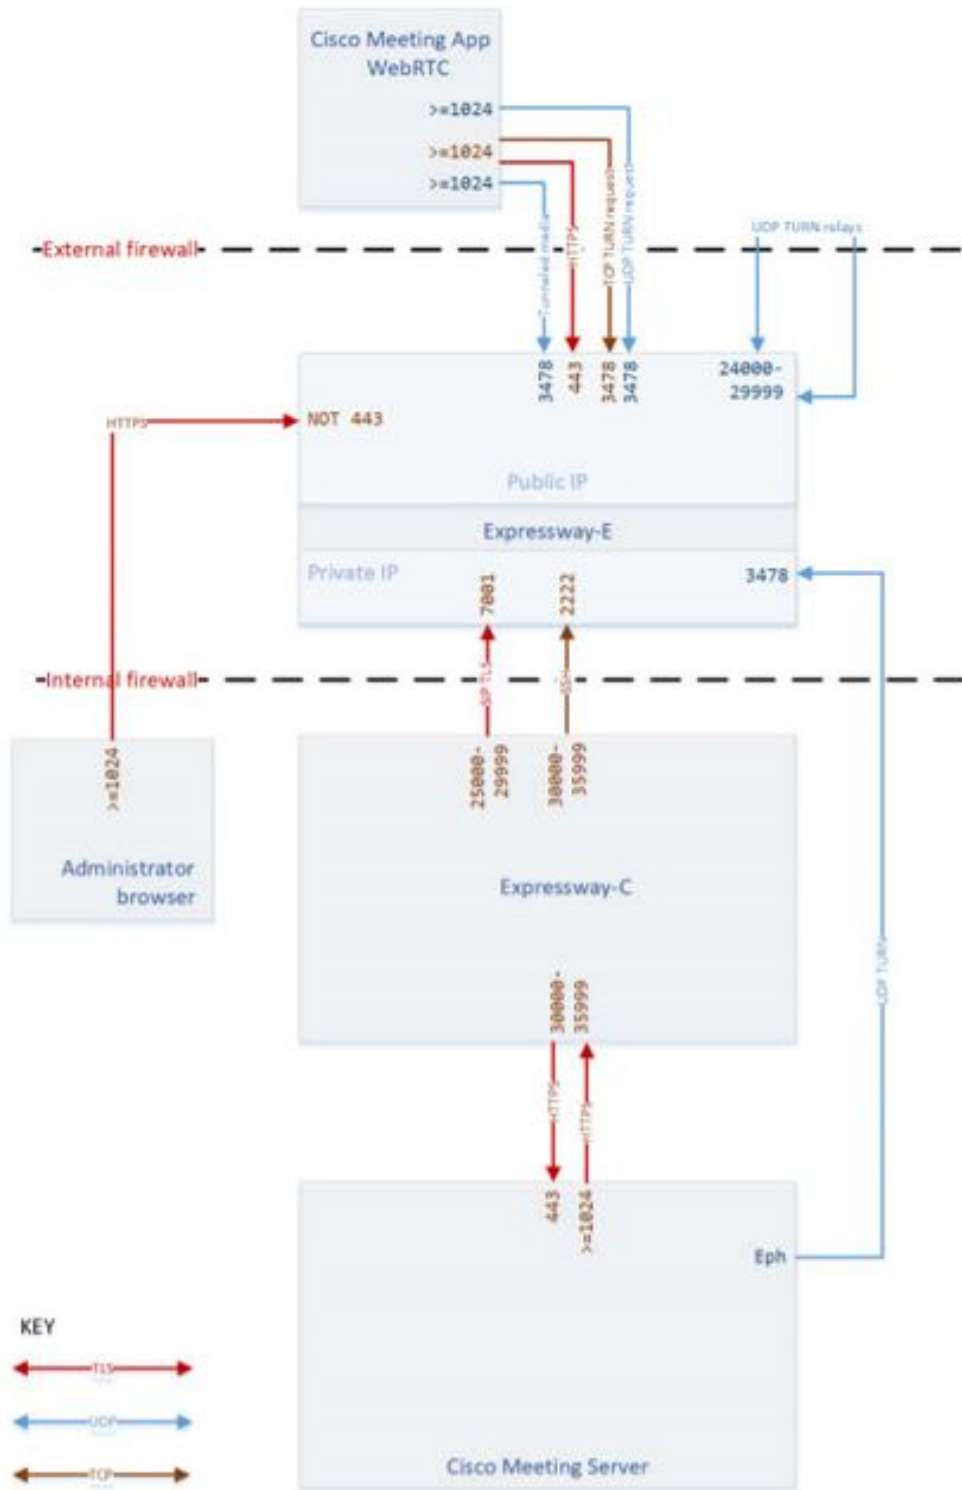 Cisco Meeting App
WebRTC
>=1024
>=1024
>=1024
External firewall
UDP TURN relays
Tunneled media
HTTPS
TCP TURN request
UDP TURN request
3478
443
3478
3478
24000-
29999
HTTPS
NOT 443
Public IP
Expressway-E
Private IP
7001
2222
3478
Internal firewall
SIP TLS
SSH
>=1024
Administrator
browser
25000-
29999
30000-
35999
Expressway-C
UDP TURN
30000-
35999
HTTPS
HTTPS
443
>=1024
Eph
KEY
TLS
UDP
TCP
Cisco Meeting Server